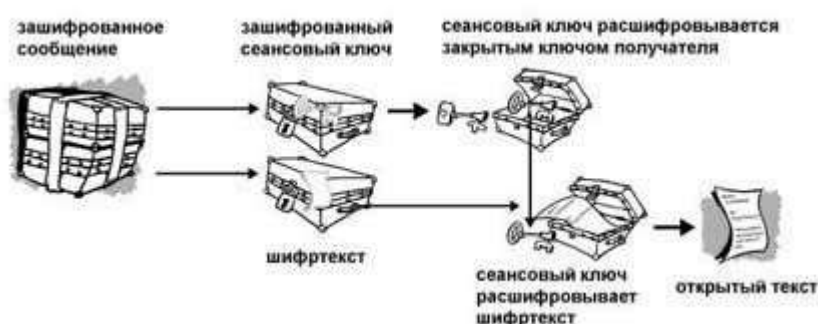 зашифрованное
сообщение
зашифрованный
сеансовый ключ
сеансовый ключ расшифровывается
закрытым ключом получателя
шифртекст
сеансовый ключ
расшифровывает
шифртекст
открытый текст